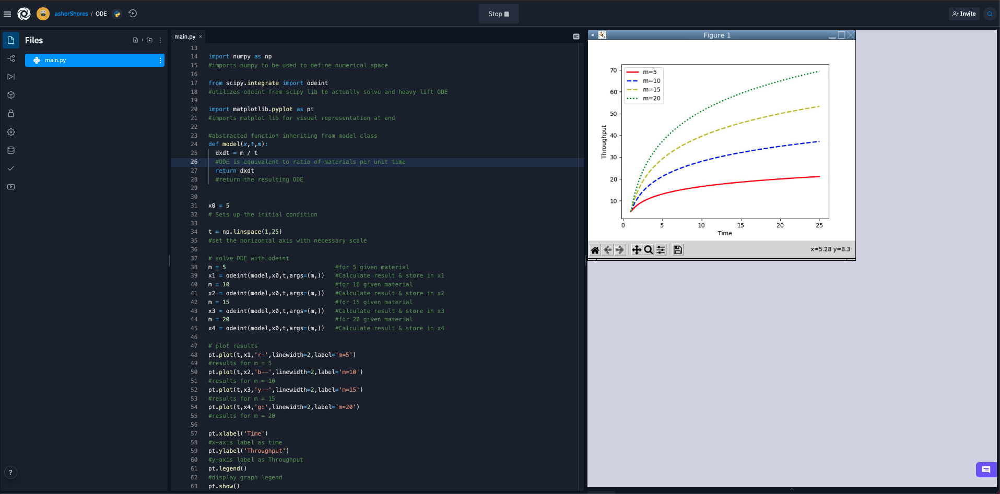 asherShores / ODE
Stop
Invite
Files
main.py
main.py ×
13
14 import numpy as np
15 #imports numpy to be used to define numerical space
16
17 from scipy.integrate import odeint
18 #utilizes odeint from scipy lib to actually solve and heavy lift ODE
19
20 import matplotlib.pyplot as pt
21 #imports matplot lib for visual representation at end
22
23 #abstracted function inheriting from model class
24 def model(x,t,m):
25 dxdt = m / t
26 #ODE is equivalent to ratio of materials per unit time
27 return dxdt
28 #return the resulting ODE
29
30
31 x0 = 5
32 # Sets up the initial condition
33
34 t = np.linspace(1,25)
35 #set the horizontal axis with necessary scale
36
37 # solve ODE with odeint
38 m = 5 #for 5 given material
39 x1 = odeint(model,x0,t,args=(m,)) #Calculate result & store in x1
40 m = 10 #for 10 given material
41 x2 = odeint(model,x0,t,args=(m,)) #Calculate result & store in x2
42 m = 15 #for 15 given material
43 x3 = odeint(model,x0,t,args=(m,)) #Calculate result & store in x3
44 m = 20 #for 20 given material
45 x4 = odeint(model,x0,t,args=(m,)) #Calculate result & store in x4
46
47 # plot results
48 pt.plot(t,x1,'r-',linewidth=2,label='m=5')
49 #results for m = 5
50 pt.plot(t,x2,'b--',linewidth=2,label='m=10')
51 #results for m = 10
52 pt.plot(t,x3,'y--',linewidth=2,label='m=15')
53 #results for m = 15
54 pt.plot(t,x4,'g:',linewidth=2,label='m=20')
55 #results for m = 20
56
57 pt.xlabel('Time')
58 #x-axis label as time
59 pt.ylabel('Throughput')
60 #y-axis label as Throughput
61 pt.legend()
62 #display graph legend
63 pt.show()
?
Figure 1
m=5
m=10
m=15
m=20
70
60
50
40
30
20
10
Throughput
0 5 10 15 20 25
Time
x=5.28 y=8.3